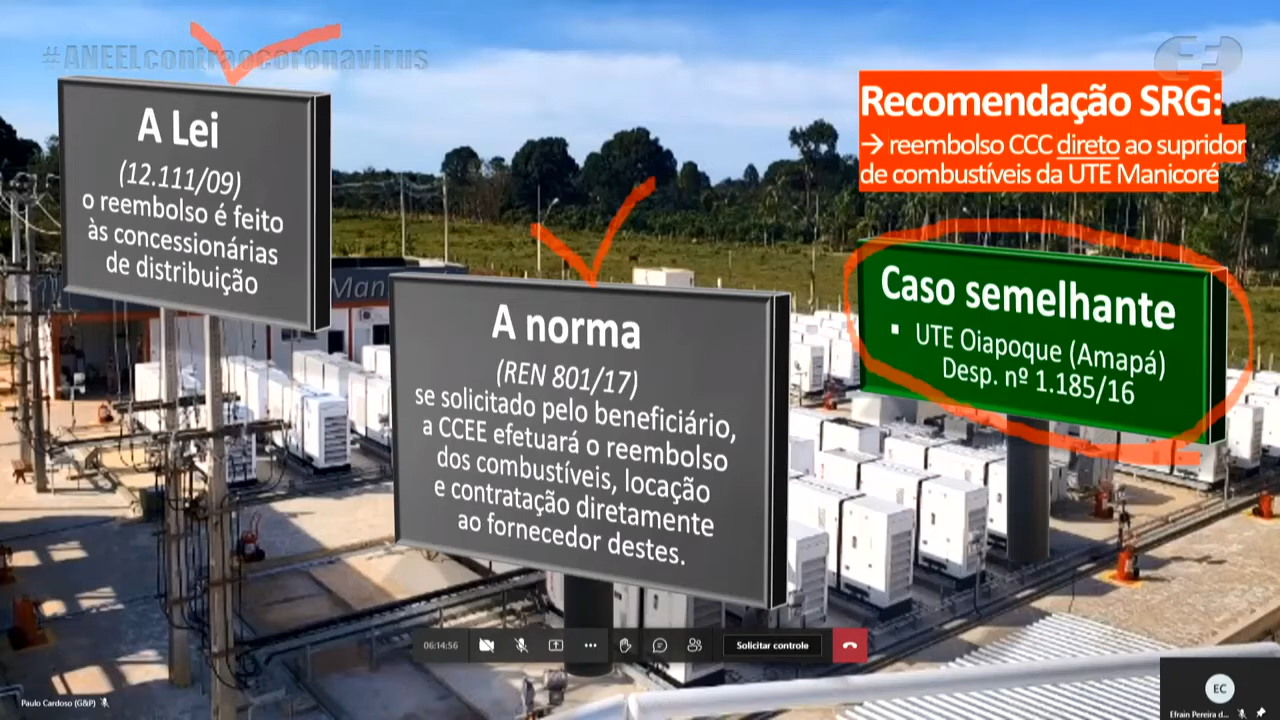 #ANEELcontraocoronavirus
A Lei
(12.111/09)
o reembolso é feito
às concessionárias
de distribuição
A norma
(REN 801/17)
se solicitado pelo beneficiário,
a CCEE efetuará o reembolso
dos combustíveis, locação
e contratação diretamente
ao fornecedor destes.
Recomendação SRG:
→ reembolso CCC direto ao supridor
de combustíveis da UTE Manicoré
Caso semelhante
▪ UTE Oiapoque (Amapá)
Desp. nº 1.185/16
Mani
06:14:56
Solicitar controle
Paulo Cardoso (G&P)
EC
Efrain Pereira d...